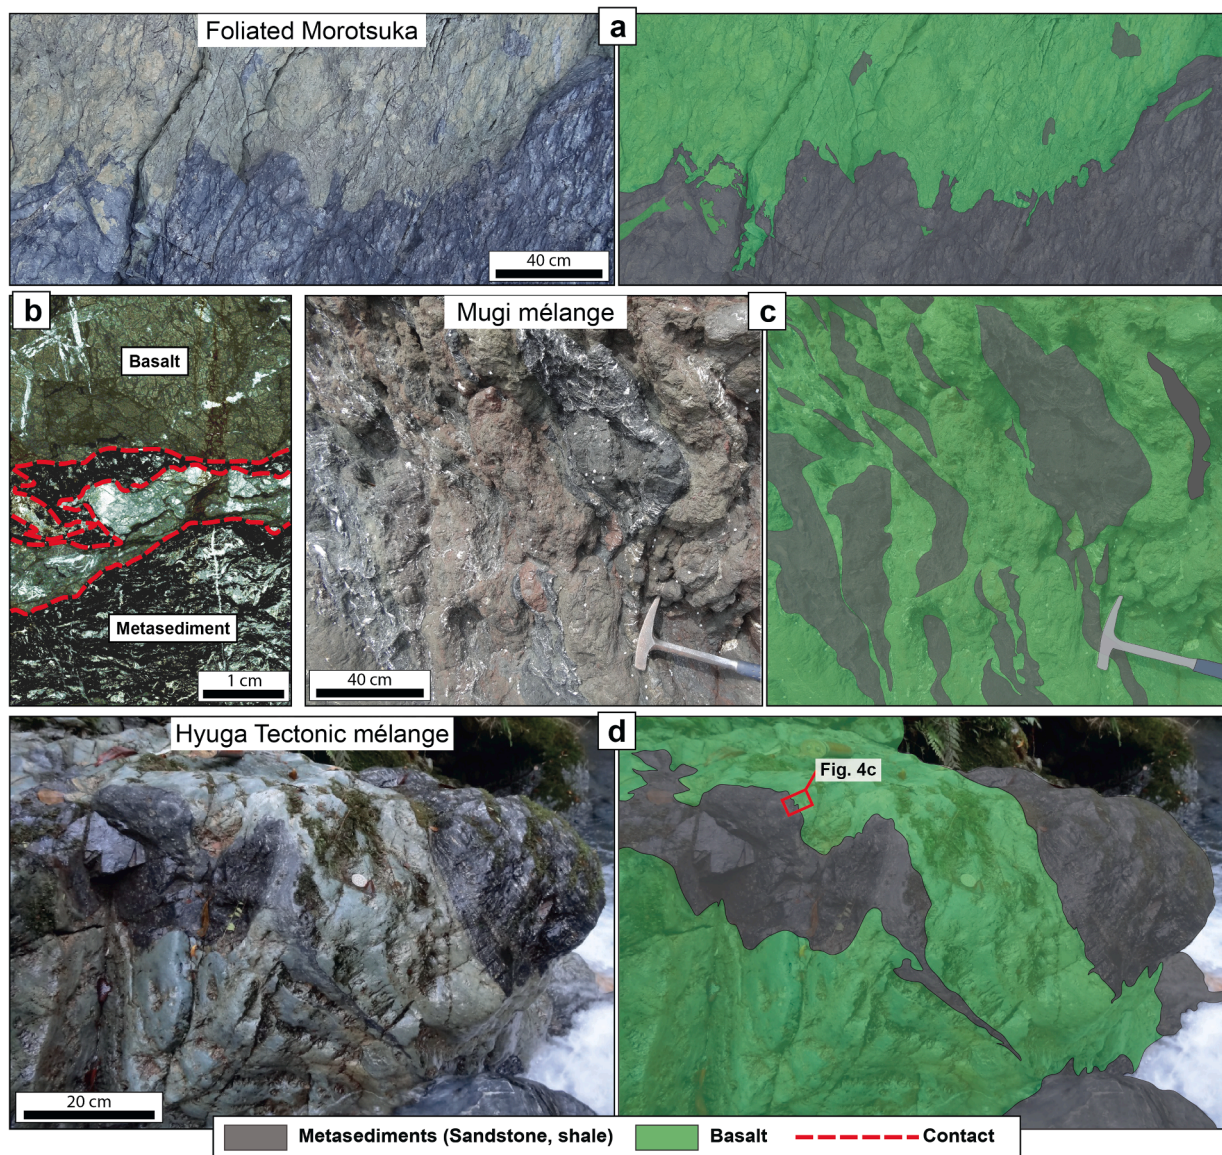 Foliated Morotsuka
a
40 cm
b
Basalt
Metasediment
1 cm
Mugi mélange
c
40 cm
Hyuga Tectonic mélange
d
Fig. 4c
20 cm
Metasediments (Sandstone, shale)
Basalt
Contact